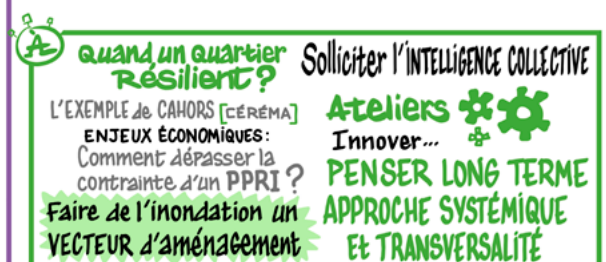 A
Quand un quartier
Résilient ?
L'EXEMPLE de CAHORS [CÉRÉMA]
ENJEUX ÉCONOMIQUES :
Comment dépasser la
contrainte d'un PPRI ?
Faire de l'inondation un
VECTEUR d'aménagement
Solliciter l'INTELLIGENCE COLLECTIVE
Ateliers
Innover...
PENSER LONG TERME
APPROCHE SYSTÉMIQUE
Et TRANSVERSALITÉ